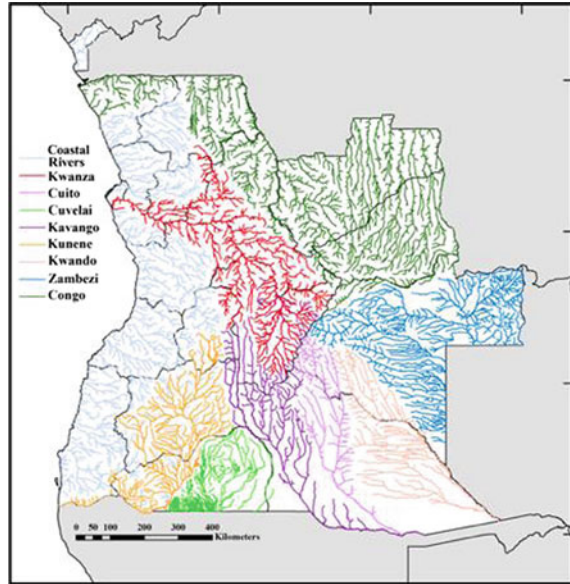 Coastal
Rivers
Kwanza
Cuito
Cuvelai
Kavango
Kunene
Kwando
Zambezi
Congo
0 50 100 200 300 400
Kilometers